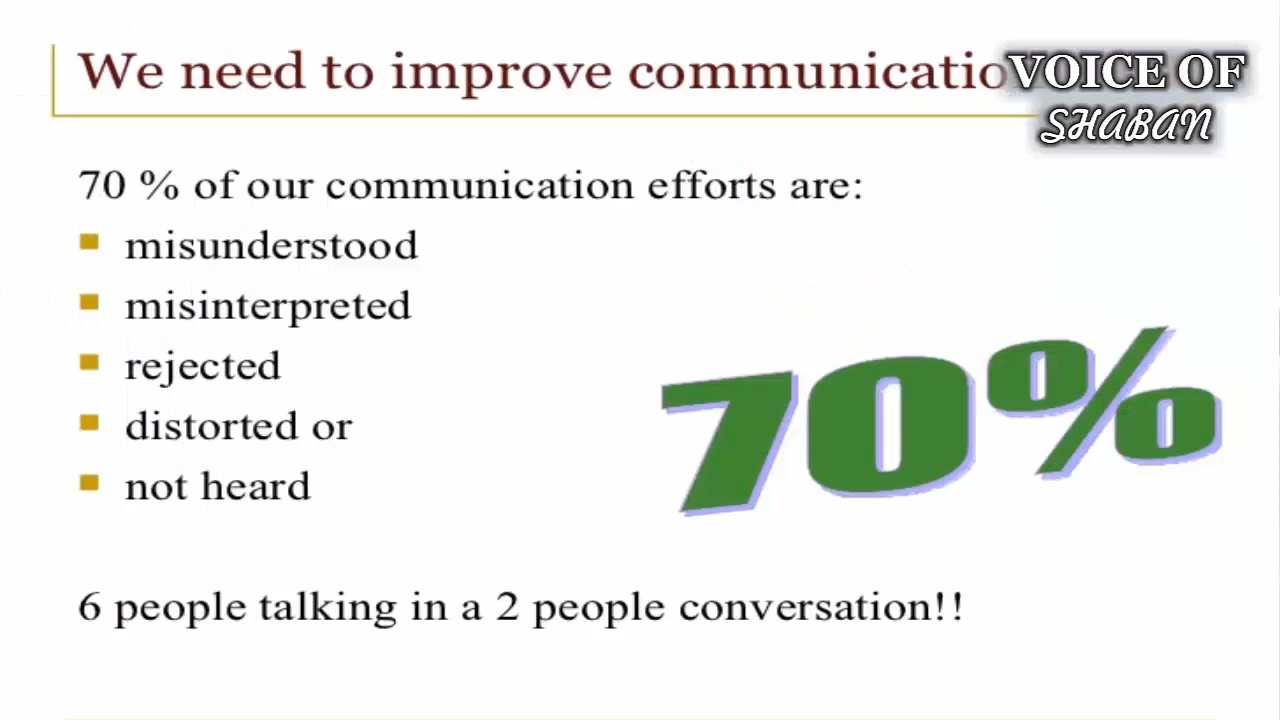 We need to improve communicatio
VOICE OF
SHABAN
70 % of our communication efforts are:
misunderstood
misinterpreted
rejected
distorted or
not heard
70%
6 people talking in a 2 people conversation!!